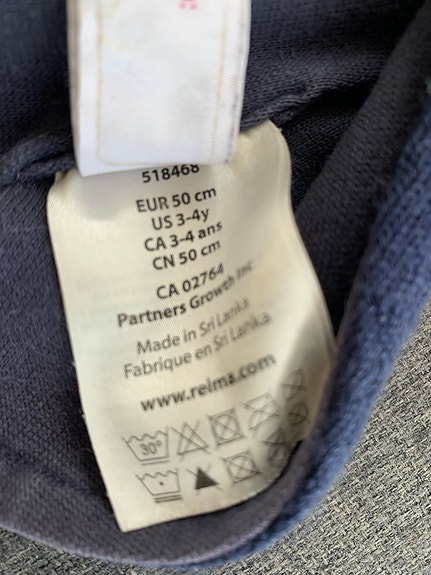 518468
EUR 50 cm
US 3-4y
CA 3-4 ans
CN 50 cm
CA 02764
Partners Growth Inc
Made in Sri Lanka
Fabrique en Sri Lanka
www.reima.com
30°